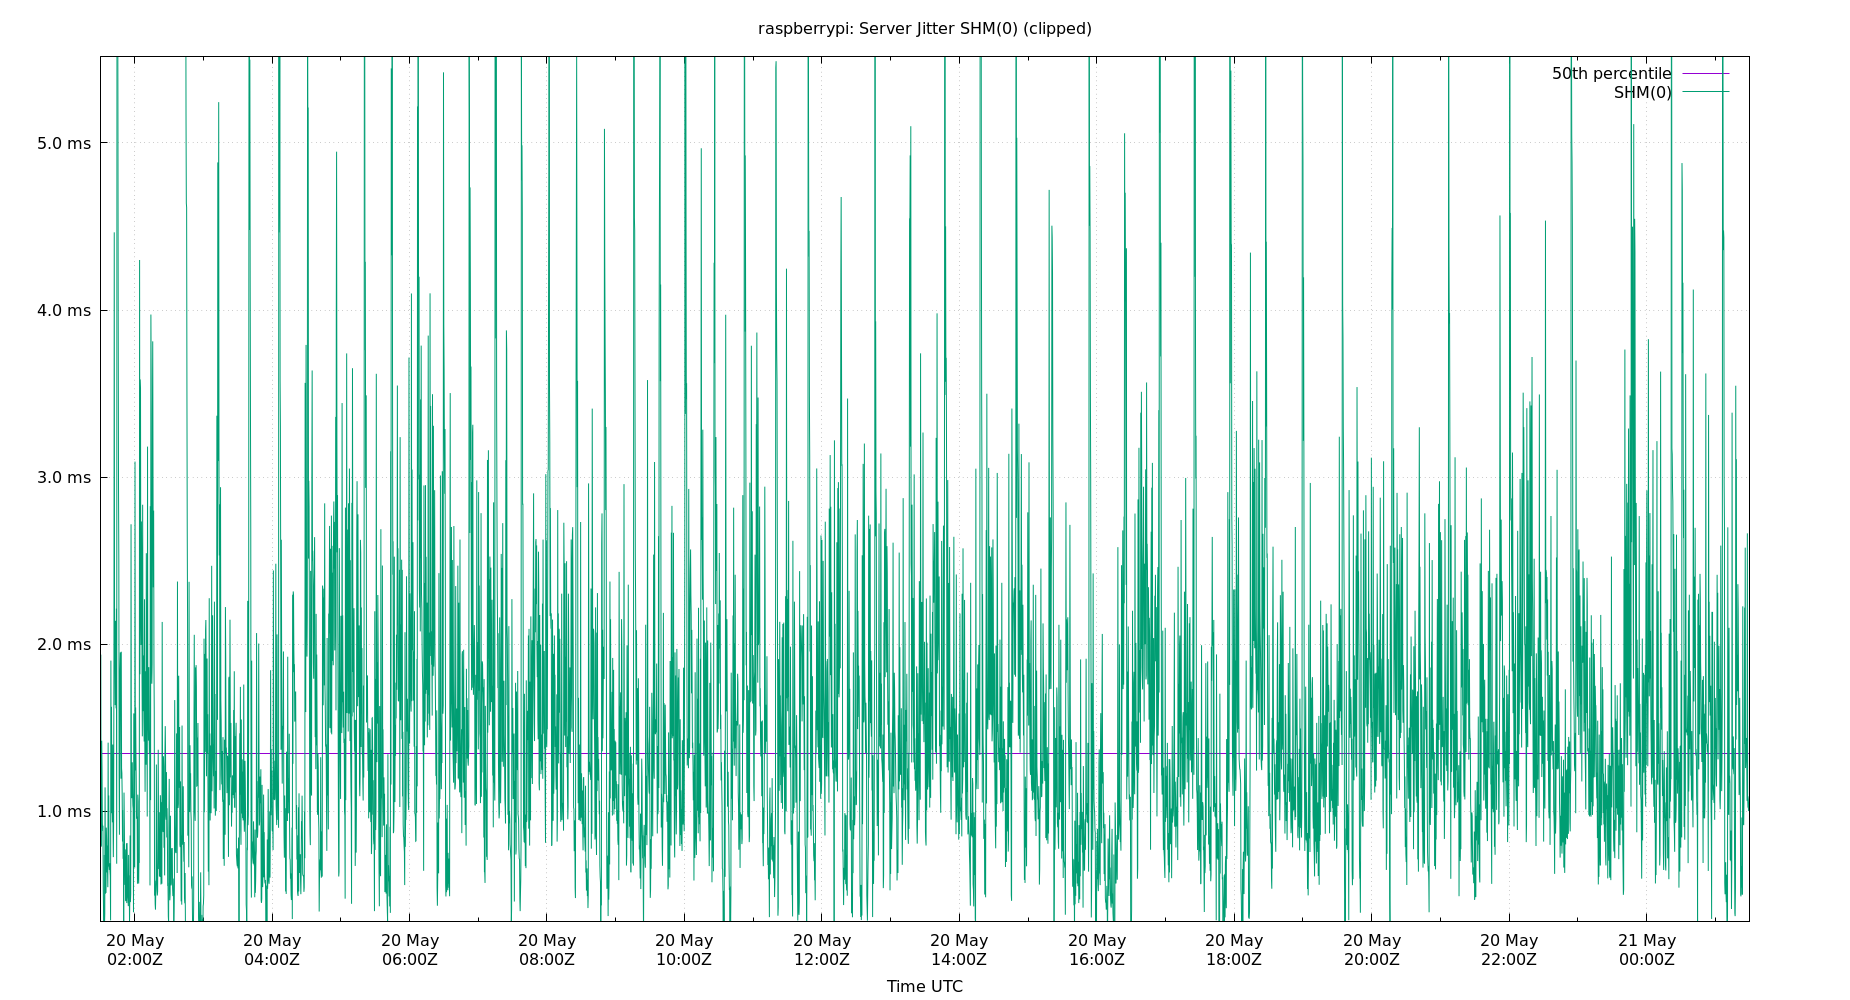 raspberrypi: Server Jitter SHM(0) (clipped)
50th percentile
SHM(0)
5.0 ms
4.0 ms
3.0 ms
2.0 ms
1.0 ms
20 May 20 May 20 May 20 May 20 May 20 May 20 May 20 May 20 May 20 May 20 May 21 May
02:00Z 04:00Z 06:00Z 08:00Z 10:00Z 12:00Z 14:00Z 16:00Z 18:00Z 20:00Z 22:00Z 00:00Z
Time UTC